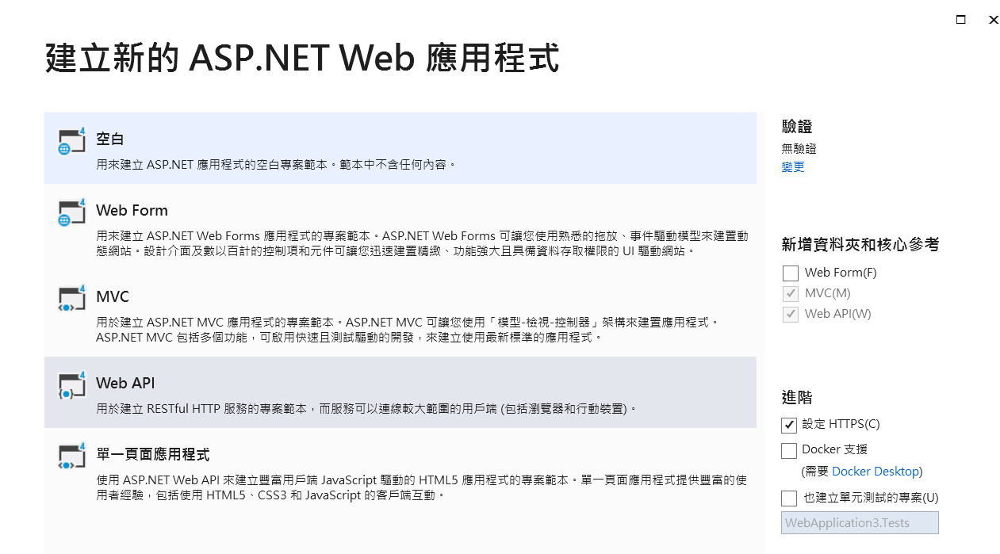 建立新的 ASP.NET Web 應用程式
空白
用來建立 ASP.NET 應用程式的空白專案範本。範本中不含任何內容。
Web Form
用來建立 ASP.NET Web Forms 應用程式的專案範本。ASP.NET Web Forms 可讓您使用熟悉的拖放、事件驅動模型來建置動
態網站。設計介面及數以百計的控制項和元件可讓您迅速建置精緻、功能強大且具備資料存取權限的 UI 驅動網站。
MVC
用於建立 ASP.NET MVC 應用程式的專案範本。ASP.NET MVC 可讓您使用「模型-檢視-控制器」架構來建置應用程式。
ASP.NET MVC 包括多個功能，可啟用快速且測試驅動的開發，來建立使用最新標準的應用程式。
Web API
用於建立 RESTful HTTP 服務的專案範本，而服務可以連線較大範圍的用戶端 (包括瀏覽器和行動裝置)。
單一頁面應用程式
使用 ASP.NET Web API 來建立豐富用戶端 JavaScript 驅動的 HTML5 應用程式的專案範本。單一頁面應用程式提供豐富的使
用者經驗，包括使用 HTML5、CSS3 和 JavaScript 的客戶端互動。
驗證
無驗證
變更
新增資料夾和核心參考
Web Form(F)
MVC(M)
Web API(W)
進階
設定 HTTPS(C)
Docker 支援
(需要 Docker Desktop)
也建立單元測試的專案(U)
WebApplication3.Tests